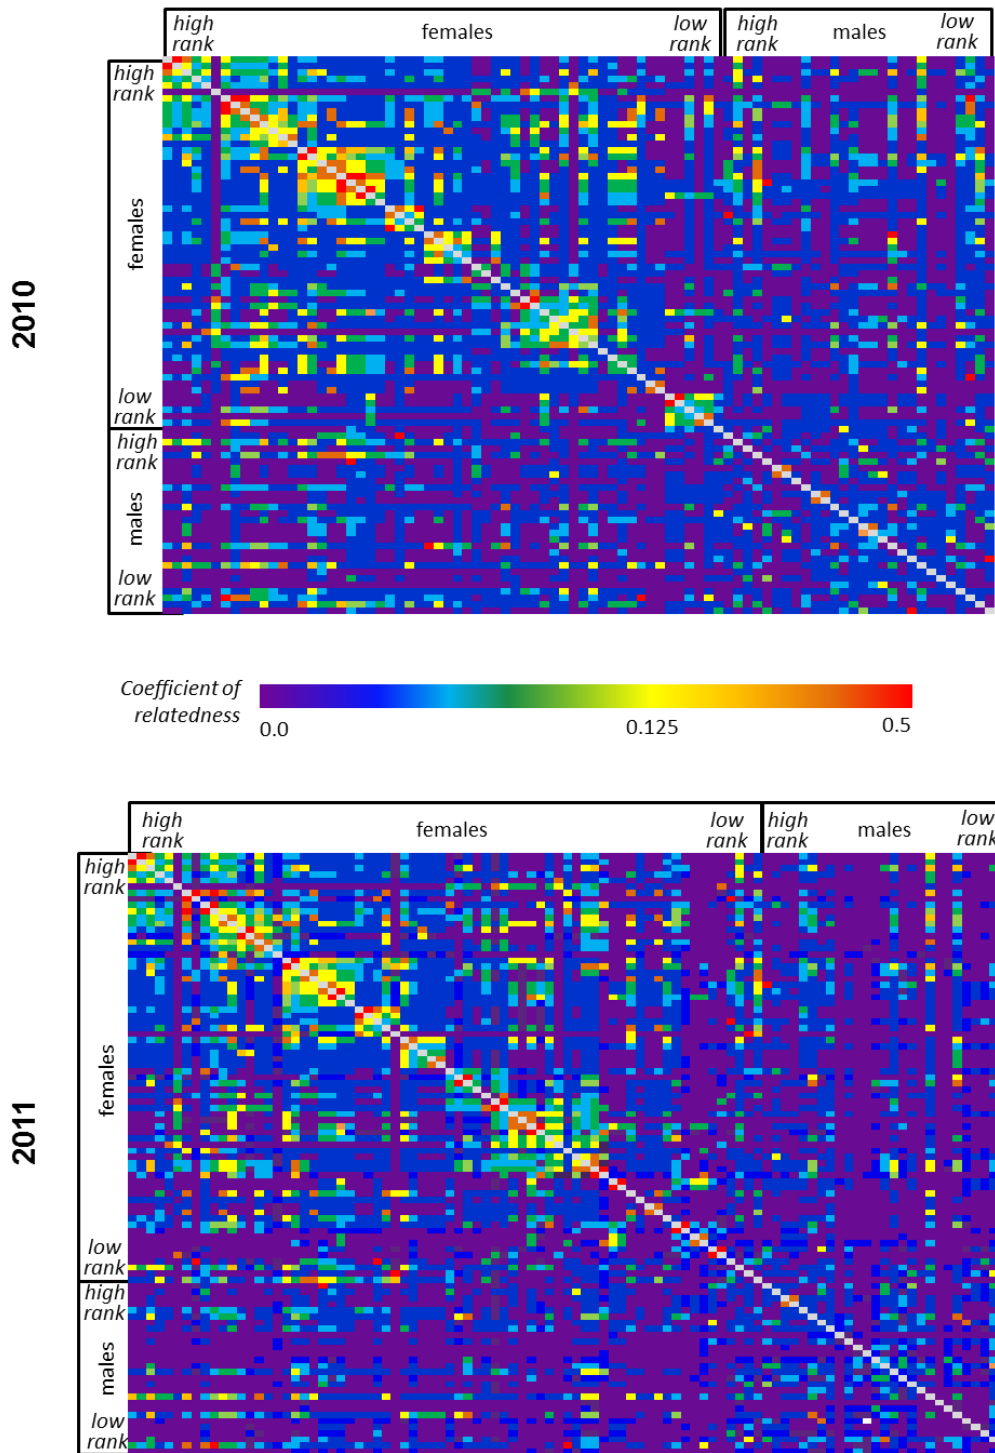 high
rank
females
low
rank
high
rank
males
low
rank
high
rank
females
low
rank
high
rank
males
low
rank
2010
Coefficient of
relatedness
0.0
0.125
0.5
high
rank
females
low
rank
high
rank
males
low
rank
high
rank
females
low
rank
high
rank
males
low
rank
2011